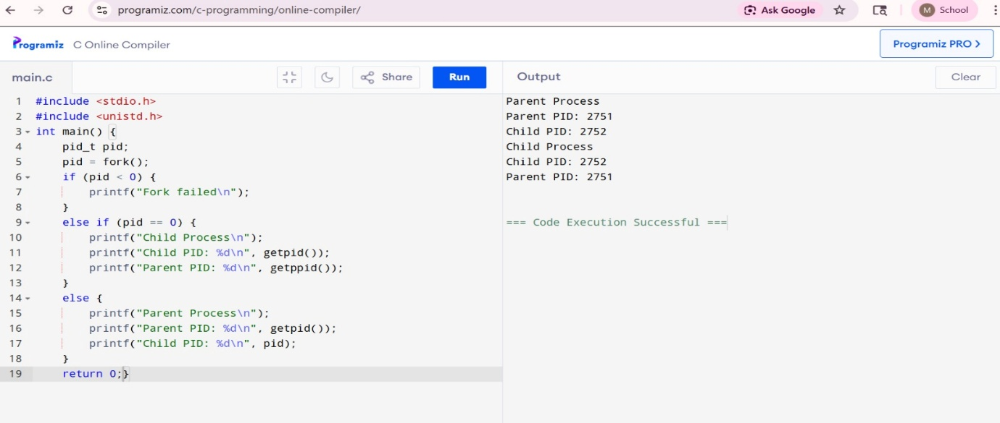 programiz.com/c-programming/online-compiler/ Ask Google M School
Programiz C Online Compiler Programiz PRO >
main.c Share Run Output Clear
1 #include <stdio.h>
2 #include <unistd.h>
3 int main() {
4 pid_t pid;
5 pid = fork();
6 if (pid < 0) {
7 printf("Fork failed\n");
8 }
9 else if (pid == 0) {
10 printf("Child Process\n");
11 printf("Child PID: %d\n", getpid());
12 printf("Parent PID: %d\n", getppid());
13 }
14 else {
15 printf("Parent Process\n");
16 printf("Parent PID: %d\n", getpid());
17 printf("Child PID: %d\n", pid);
18 }
19 return 0;}
Parent Process
Parent PID: 2751
Child PID: 2752
Child Process
Child PID: 2752
Parent PID: 2751
=== Code Execution Successful ===